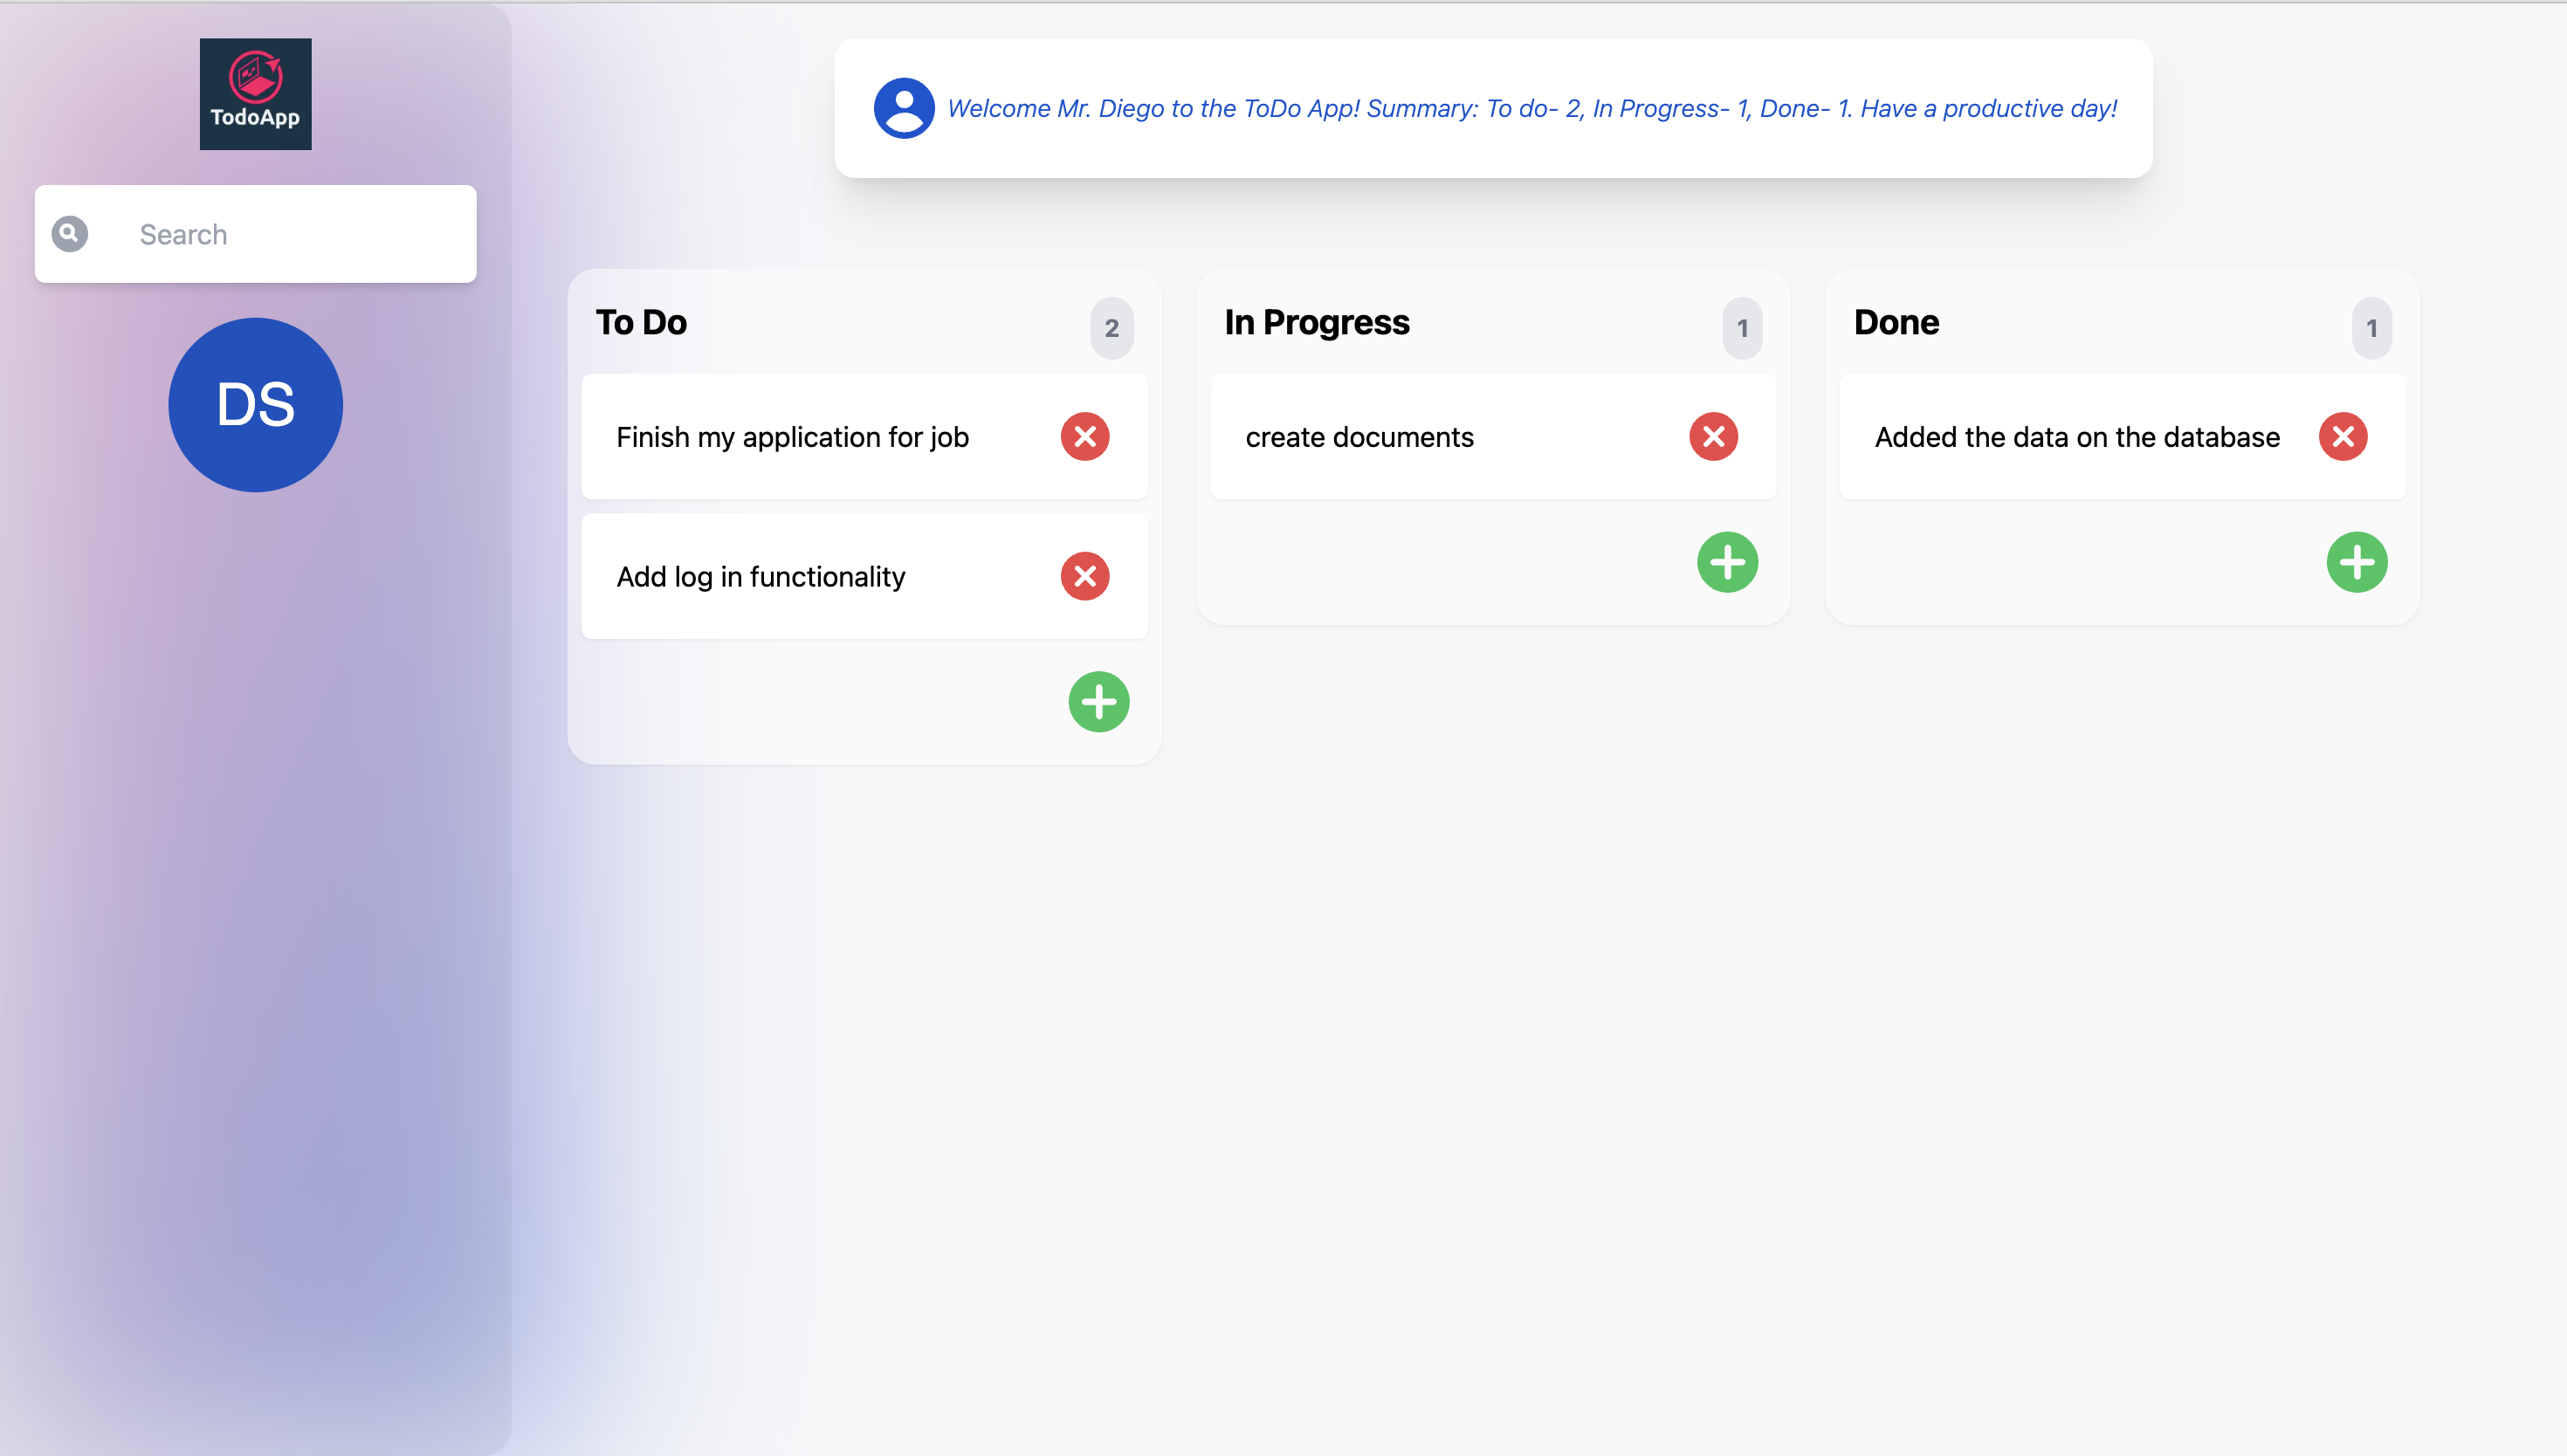 TodoApp
Search
DS
Welcome Mr. Diego to the ToDo App! Summary: To do- 2, In Progress- 1, Done- 1. Have a productive day!
To Do
2
Finish my application for job
Add log in functionality
In Progress
1
create documents
Done
1
Added the data on the database